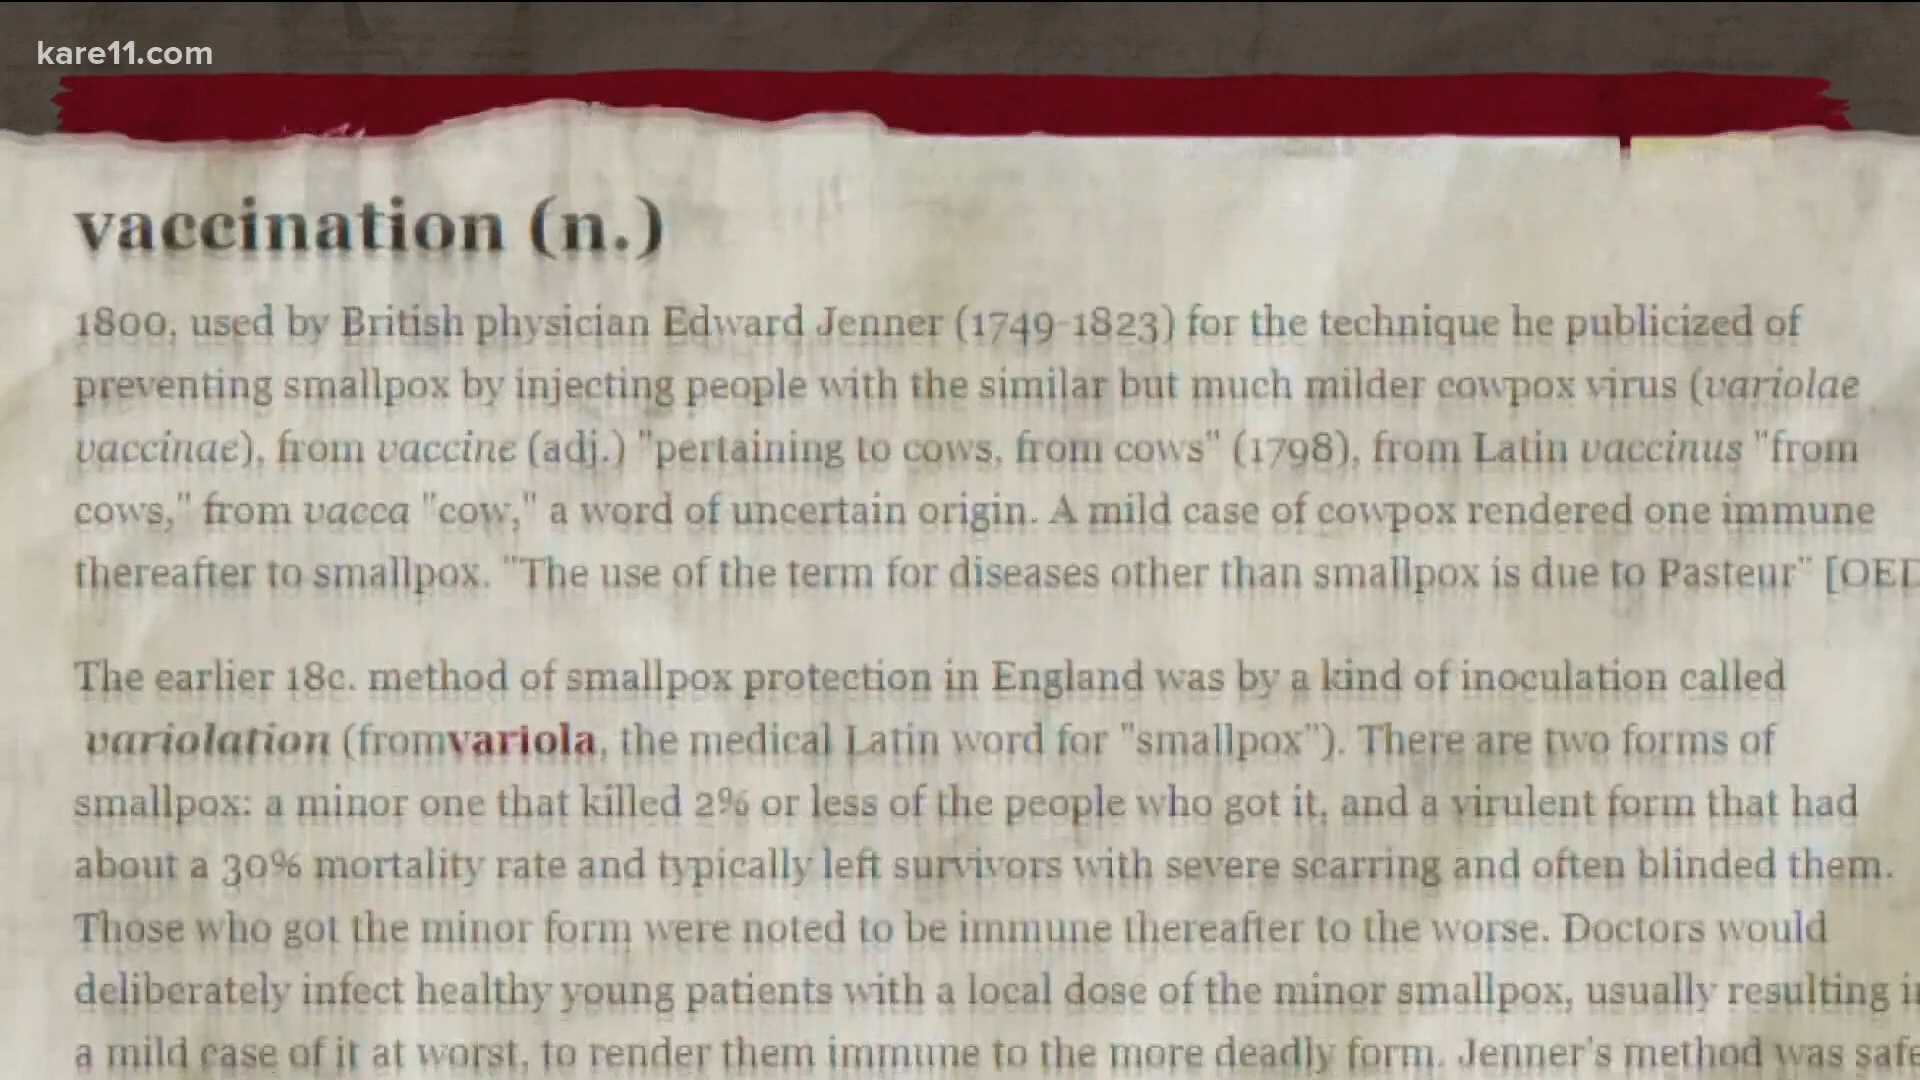 kare11.com
vaccination (n.)
1800, used by British physician Edward Jenner (1749-1823) for the technique he publicized of
preventing smallpox by injecting people with the similar but much milder cowpox virus (variolae
vaccinae), from vaccine (adj.) "pertaining to cows, from cows" (1798), from Latin vaccinus "from
cows," from vacca "cow," a word of uncertain origin. A mild case of cowpox rendered one immune
thereafter to smallpox. "The use of the term for diseases other than smallpox is due to Pasteur" [OED
The earlier 18c. method of smallpox protection in England was by a kind of inoculation called
variolation (fromvariola, the medical Latin word for "smallpox"). There are two forms of
smallpox: a minor one that killed 2% or less of the people who got it, and a virulent form that had
about a 30% mortality rate and typically left survivors with severe scarring and often blinded them.
Those who got the minor form were noted to be immune thereafter to the worse. Doctors would
deliberately infect healthy young patients with a local dose of the minor smallpox, usually resulting in
a mild case of it at worst, to render them immune to the more deadly form. Jenner's method was safe